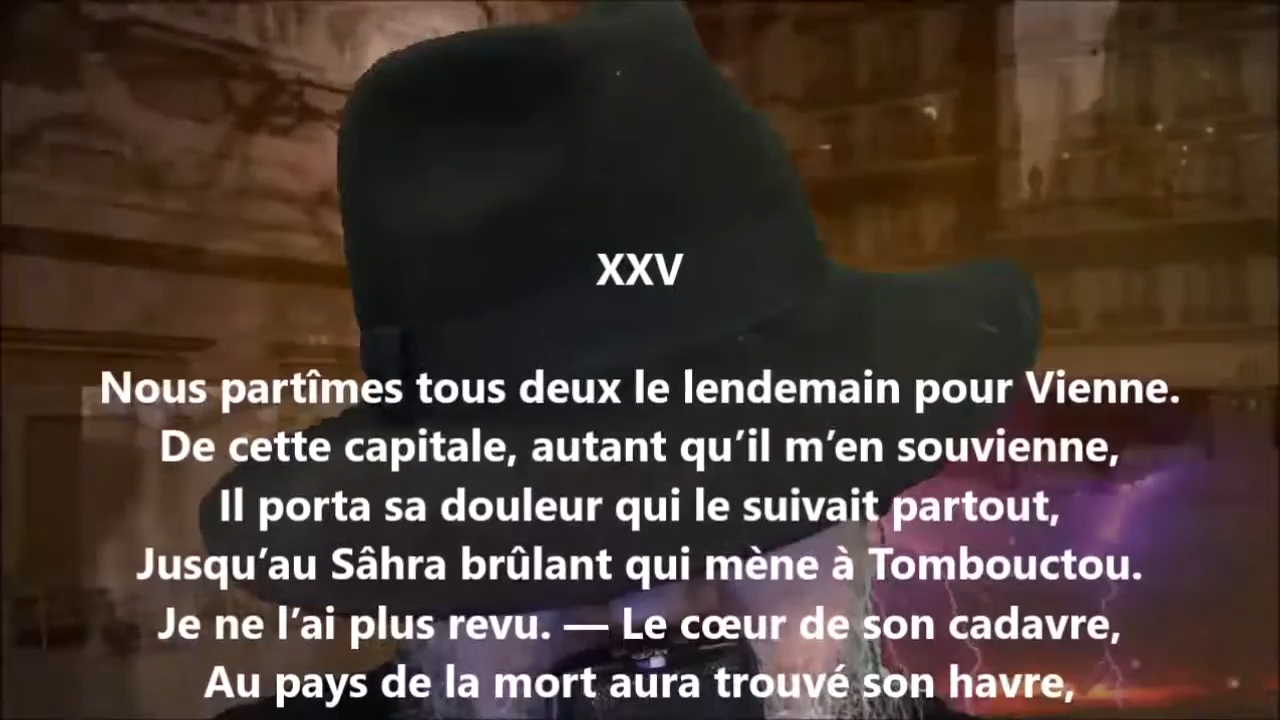 XXV
Nous partîmes tous deux le lendemain pour Vienne.
De cette capitale, autant qu’il m’en souvienne,
Il porta sa douleur qui le suivait partout,
Jusqu’au Sâhra brûlant qui mène à Tombouctou.
Je ne l’ai plus revu. — Le cœur de son cadavre,
Au pays de la mort aura trouvé son havre,